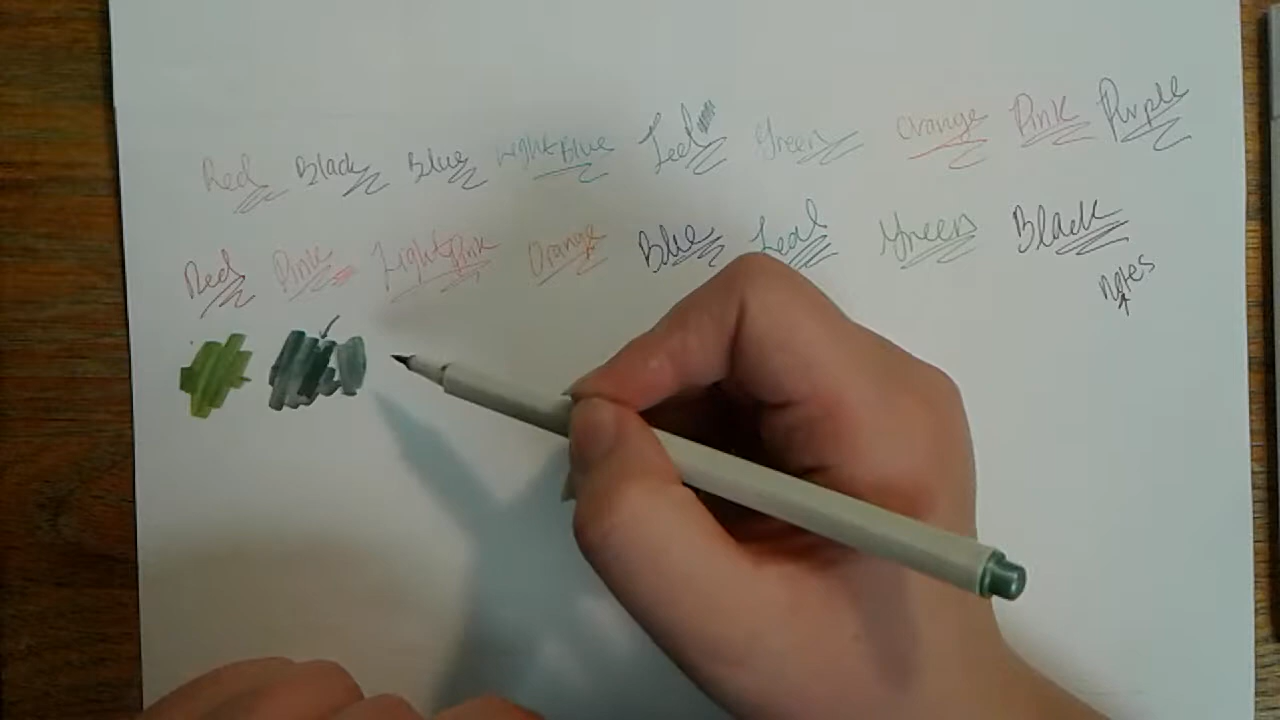 Red Black Blue Light Blue Teal Green Orange Pink Purple
Red Pink Light Pink Orange Blue Teal Green Black
notes